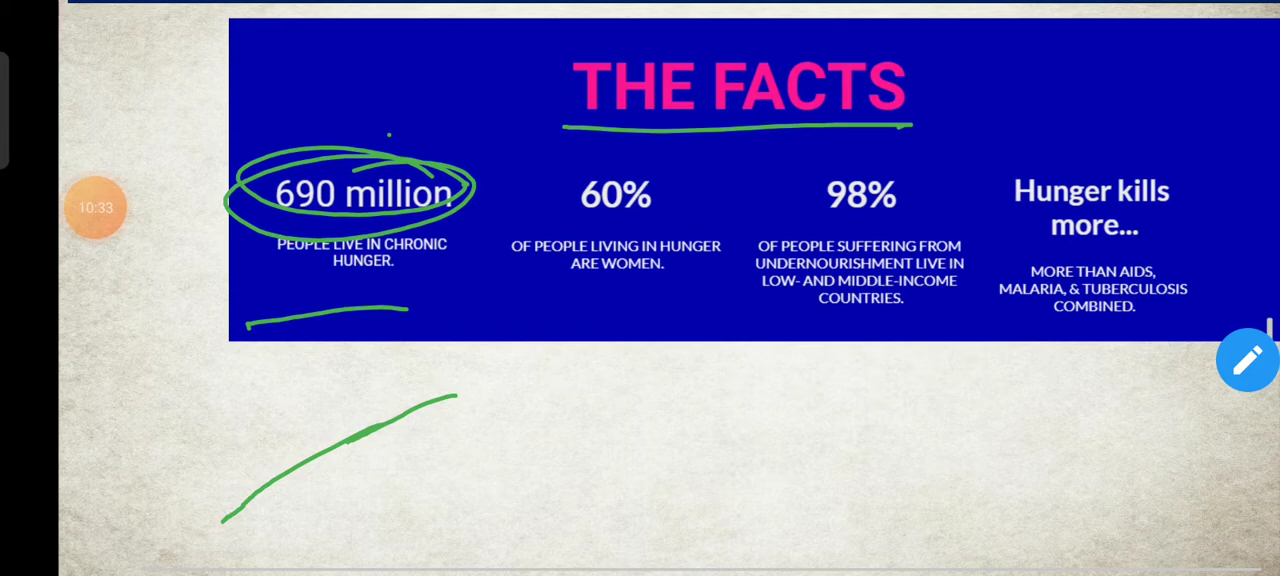 THE FACTS
10:33
690 million
PEOPLE LIVE IN CHRONIC
HUNGER.
60%
OF PEOPLE LIVING IN HUNGER
ARE WOMEN.
98%
OF PEOPLE SUFFERING FROM
UNDERNOURISHMENT LIVE IN
LOW- AND MIDDLE-INCOME
COUNTRIES.
Hunger kills
more...
MORE THAN AIDS,
MALARIA, & TUBERCULOSIS
COMBINED.